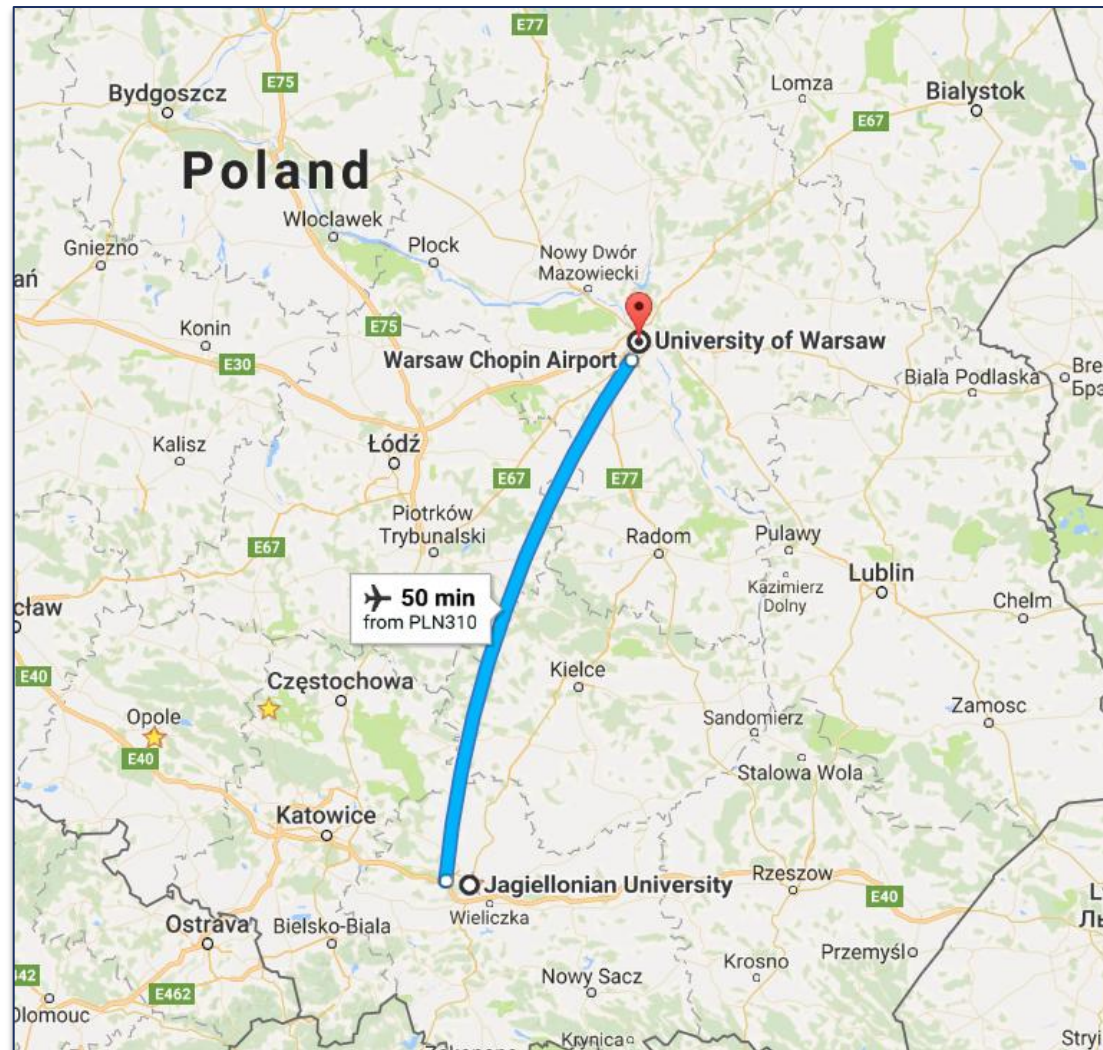 E77
Lomza
Bydgoszcz
E75
Bialystok
E67
Poland
Wloclawek
Gniezno
Plock
Nowy Dwór
Mazowiecki
ań
Konin
E75
University of Warsaw
Warsaw Chopin Airport
E30
Biala Podlaska
Bre
Брэ
Kalisz
Łódź
E67
E77
Piotrków
Trybunalski
Radom
Pulawy
E67
Kazimierz
Dolny
Lublin
Chelm
cław
50 min
from PLN310
E40
Częstochowa
Kielce
Opole
Sandomierz
Zamosc
E40
Stalowa Wola
Katowice
Jagiellonian University
Rzeszow
E40
Wieliczka
Ostrava
Bielsko-Biala
L
Ль
Przemyśl
442
Nowy Sacz
Krosno
E462
Olomouc
Krynica
Stryi